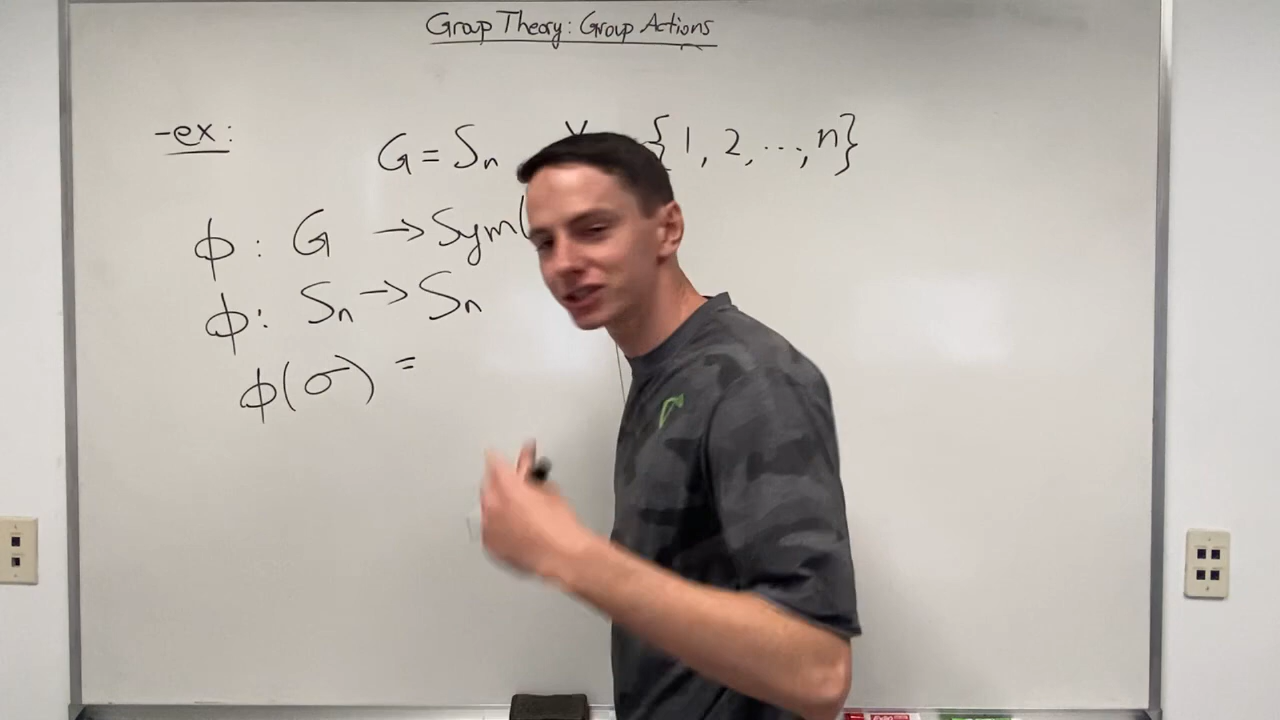 Group Theory: Group Actions
-ex: G = Sₙ X {1, 2, ..., n}
ϕ : G → Sym(
ϕ : Sₙ → Sₙ
ϕ(σ) =